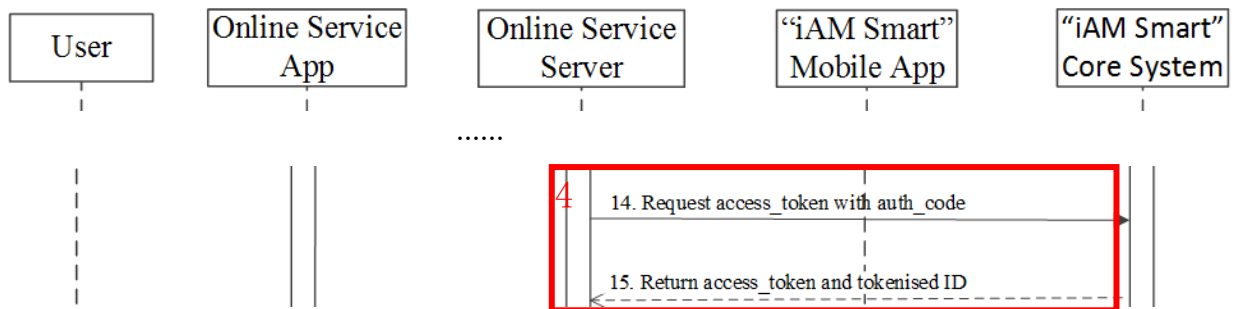 User
Online Service
App
Online Service
Server
“iAM Smart”
Mobile App
“iAM Smart”
Core System
......
4
14. Request access_token with auth_code
15. Return access_token and tokenised ID